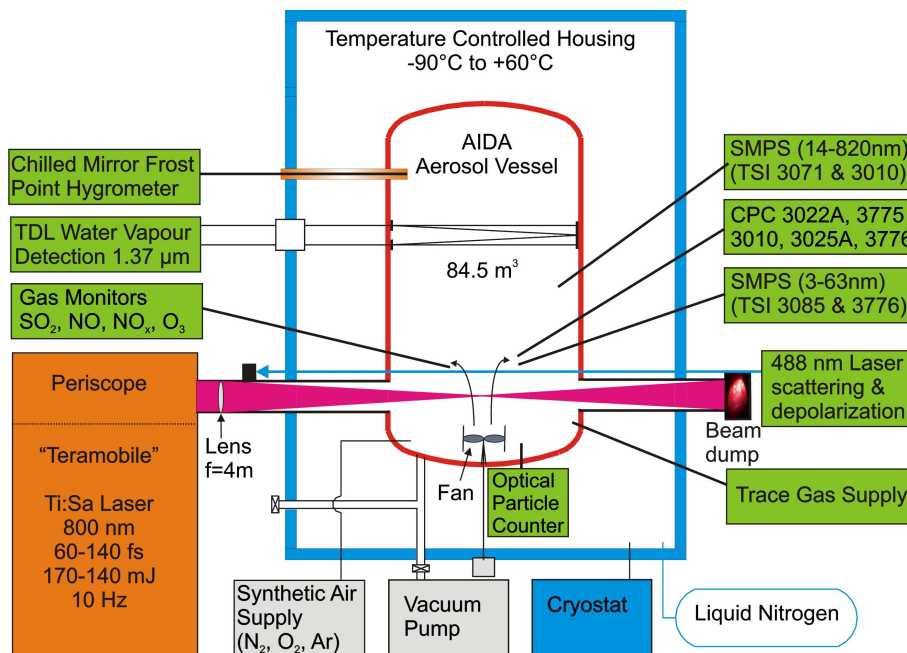 Temperature Controlled Housing
-90°C to +60°C
AIDA
Aerosol Vessel
84.5 m³
Chilled Mirror Frost
Point Hygrometer
TDL Water Vapour
Detection 1.37 µm
Gas Monitors
SO₂, NO, NOₓ, O₃
SMPS (14-820nm)
(TSI 3071 & 3010)
CPC 3022A, 3775
3010, 3025A, 3776
SMPS (3-63nm)
(TSI 3085 & 3776)
488 nm Laser
scattering &
depolarization
Periscope
"Teramobile"
Ti:Sa Laser
800 nm
60-140 fs
170-140 mJ
10 Hz
Lens
f=4m
Fan
Optical
Particle
Counter
Beam
dump
Trace Gas Supply
Synthetic Air
Supply
(N₂, O₂, Ar)
Vacuum
Pump
Cryostat
Liquid Nitrogen